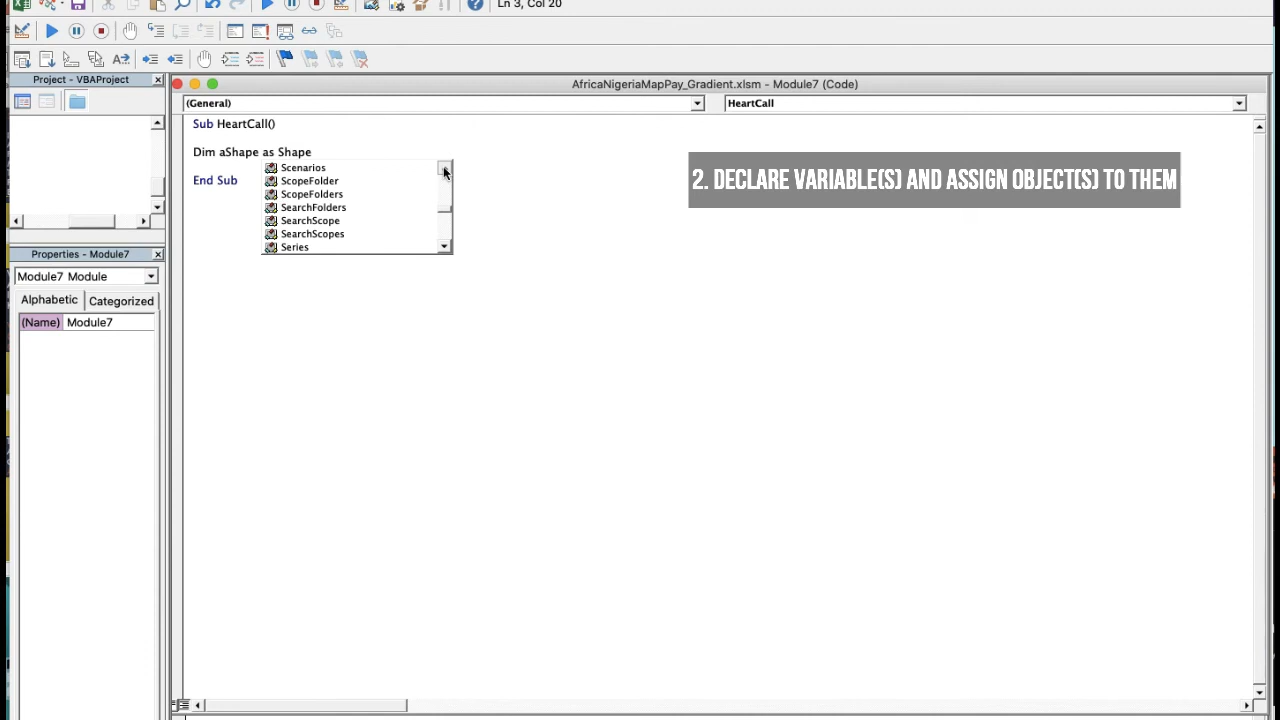 Ln 3, Col 20
Project - VBAProject
AfricaNigeriaMapPay_Gradient.xlsm - Module7 (Code)
(General)
HeartCall
Sub HeartCall()
Dim aShape as Shape
End Sub
Scenarios
ScopeFolder
ScopeFolders
SearchFolders
SearchScope
SearchScopes
Series
2. DECLARE VARIABLE(S) AND ASSIGN OBJECT(S) TO THEM
Properties - Module7
Module7 Module
Alphabetic Categorized
(Name) Module7